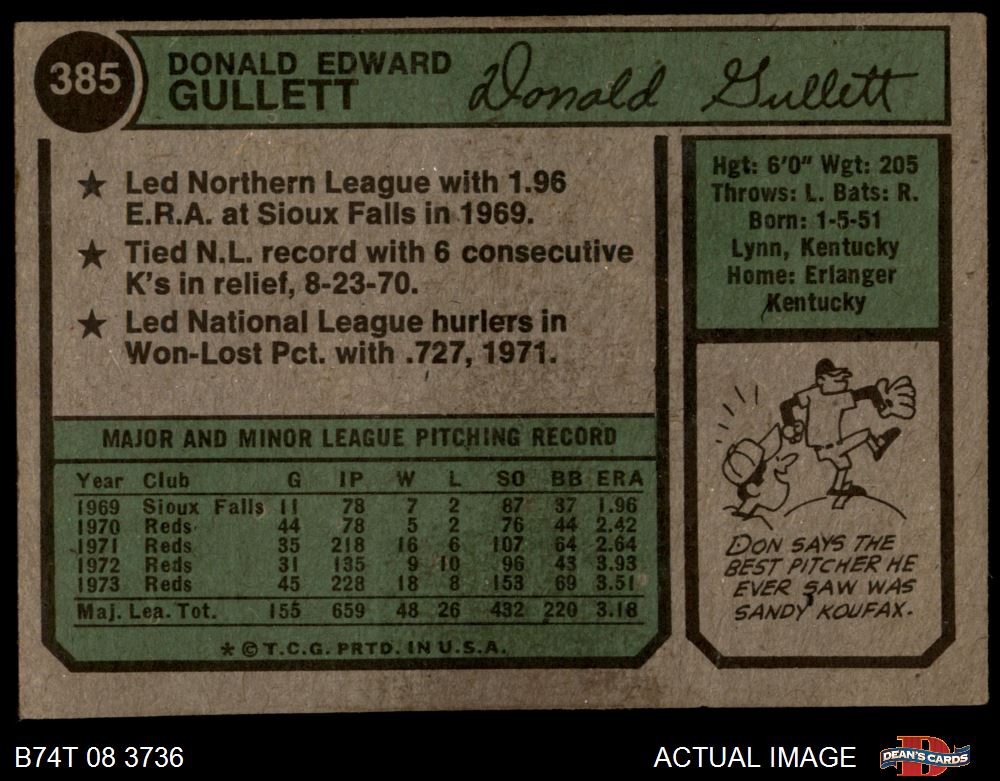 385
DONALD EDWARD
GULLETT
Donald Gullett
★ Led Northern League with 1.96
E.R.A. at Sioux Falls in 1969.
★ Tied N.L. record with 6 consecutive
K's in relief, 8-23-70.
★ Led National League hurlers in
Won-Lost Pct. with .727, 1971.
Hgt: 6'0" Wgt: 205
Throws: L. Bats: R.
Born: 1-5-51
Lynn, Kentucky
Home: Erlanger
Kentucky
MAJOR AND MINOR LEAGUE PITCHING RECORD
Year Club G IP W L SO BB ERA
1969 Sioux Falls 11 78 7 2 87 37 1.96
1970 Reds 44 78 5 2 76 44 2.42
1971 Reds 35 218 16 6 107 64 2.64
1972 Reds 31 135 9 10 96 43 3.93
1973 Reds 45 228 18 8 153 69 3.51
Maj. Lea. Tot. 155 659 48 26 432 220 3.18
* © T.C.G. PRTD. IN U.S.A.
DON SAYS THE
BEST PITCHER HE
EVER SAW WAS
SANDY KOUFAX.
B74T 08 3736
ACTUAL IMAGE
DEAN'S CARDS